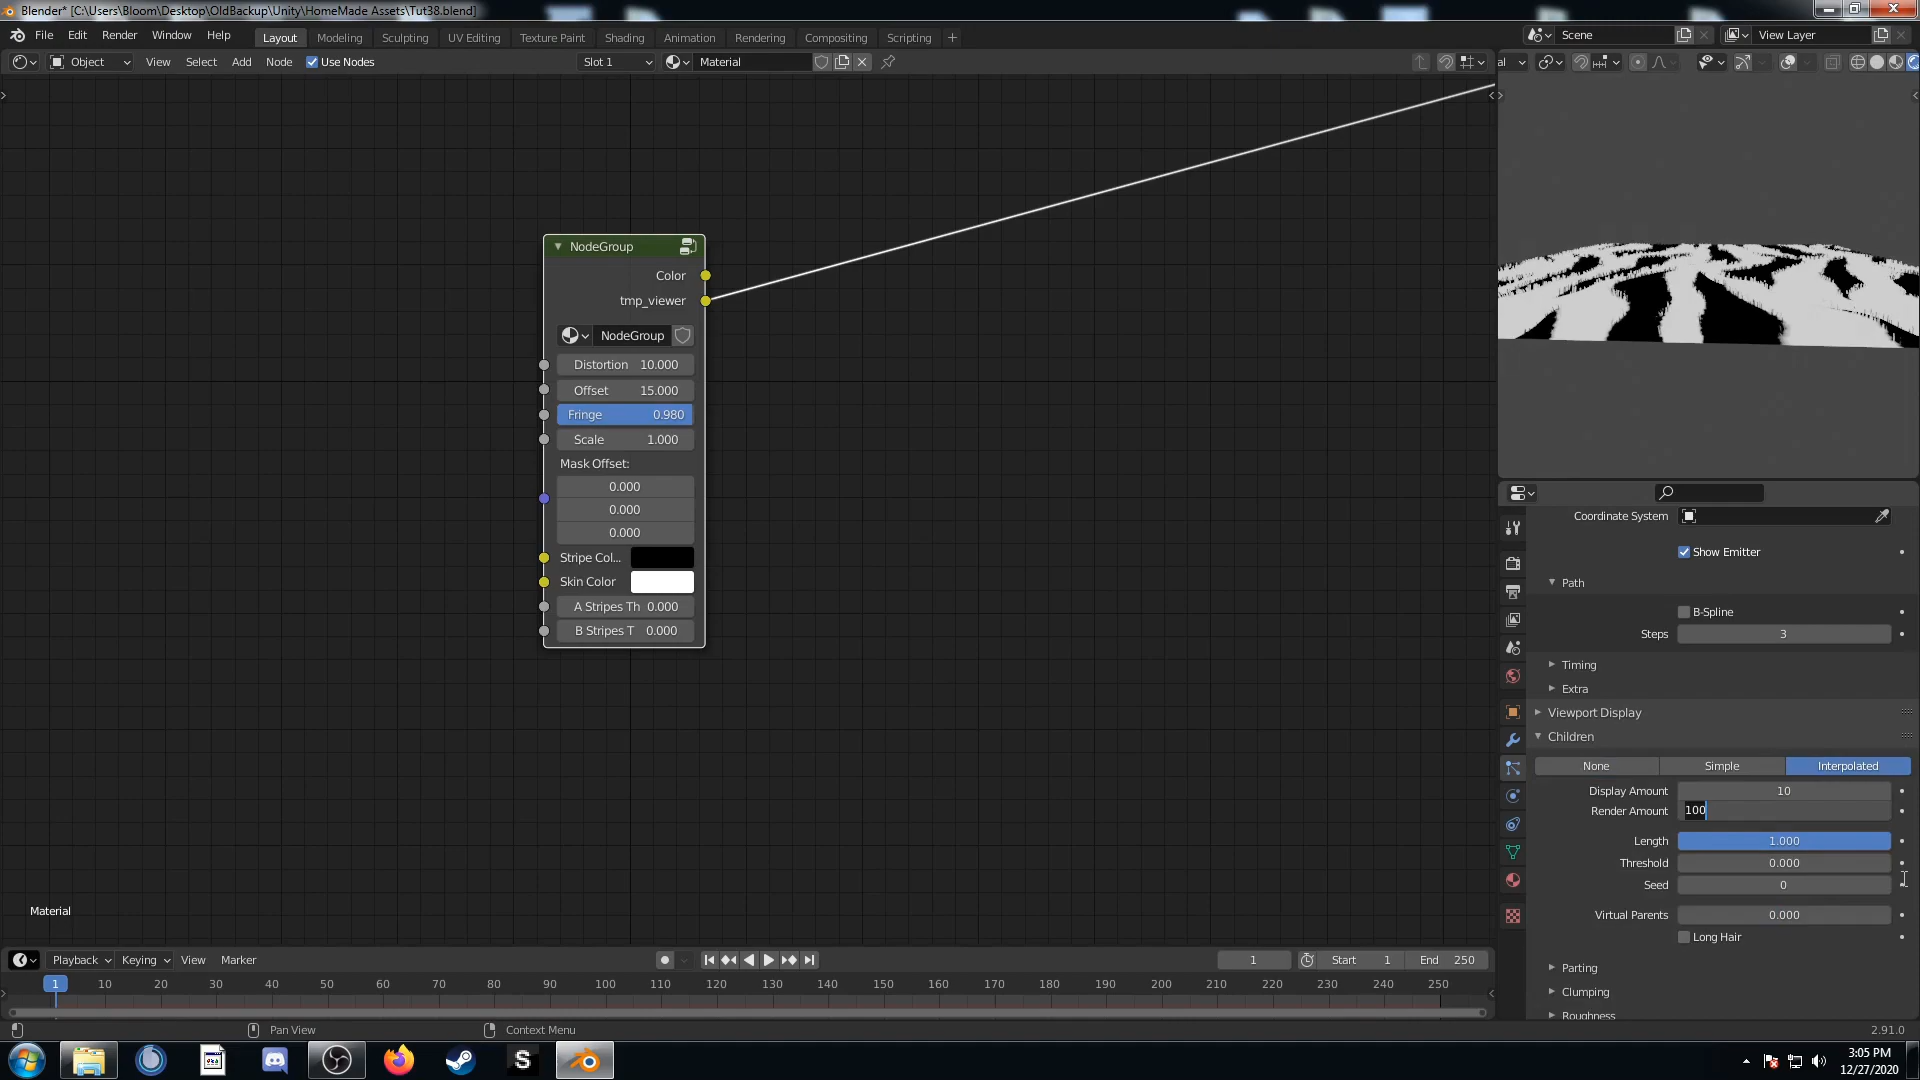 Blender* [C:\Users\Bloom\Desktop\OldBackup\Unity\HomeMade Assets\Tut38.blend]
File Edit Render Window Help Layout Modeling Sculpting UV Editing Texture Paint Shading Animation Rendering Compositing Scripting + Scene View Layer
Object View Select Add Node Use Nodes Slot 1 Material al
NodeGroup
Color
tmp_viewer
NodeGroup
Distortion 10.000
Offset 15.000
Fringe 0.980
Scale 1.000
Mask Offset:
0.000
0.000
0.000
Stripe Col...
Skin Color
A Stripes Th 0.000
B Stripes T 0.000
Material
Coordinate System
Show Emitter
Path
B-Spline
Steps 3
Timing
Extra
Viewport Display
Children
None Simple Interpolated
Display Amount 10
Render Amount 100
Length 1.000
Threshold 0.000
Seed 0
Virtual Parents 0.000
Long Hair
Parting
Clumping
Roughness
Playback Keying View Marker 1 Start 1 End 250
1 10 20 30 40 50 60 70 80 90 100 110 120 130 140 150 160 170 180 190 200 210 220 230 240 250
Pan View Context Menu 2.91.0
S
3:05 PM
12/27/2020